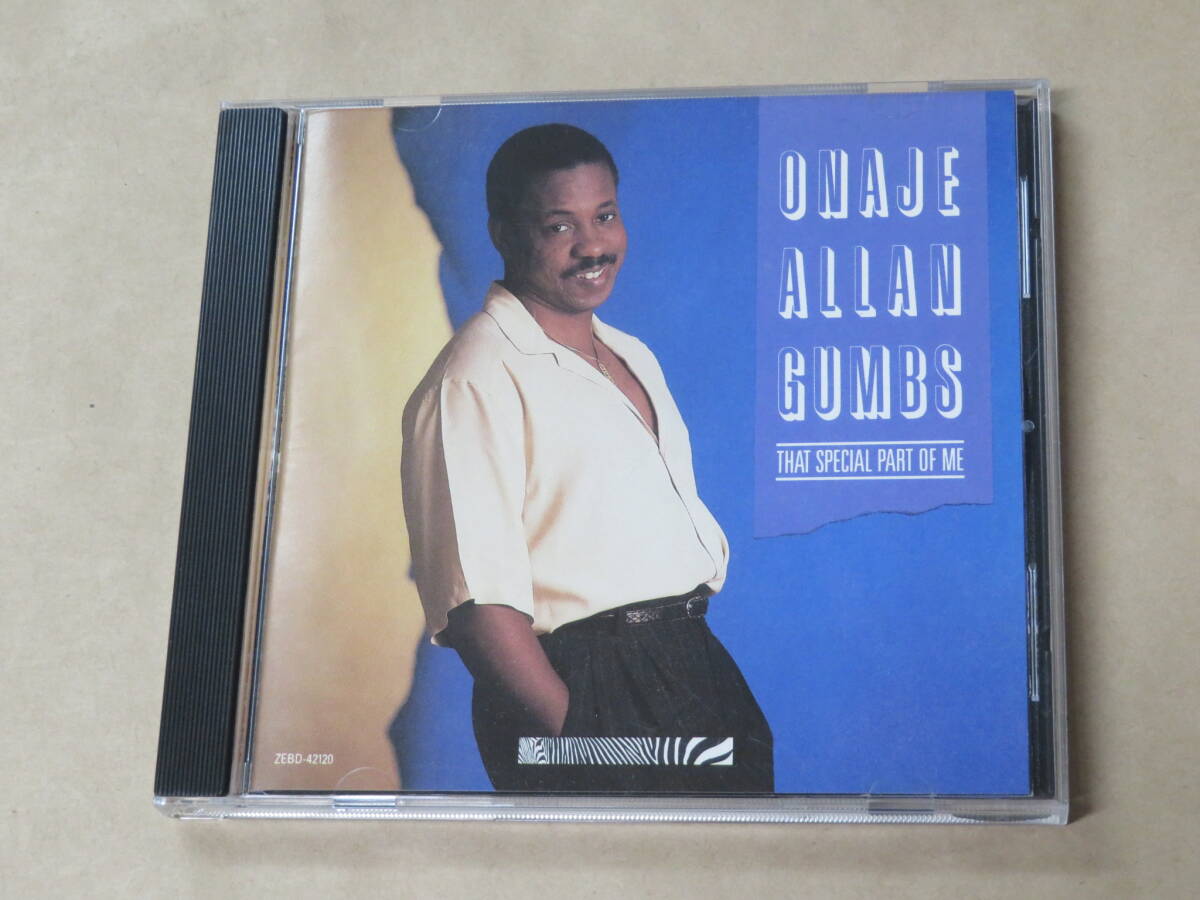 ONAJE
ALLAN
GUMBS
THAT SPECIAL PART OF ME
ZEBD-42120